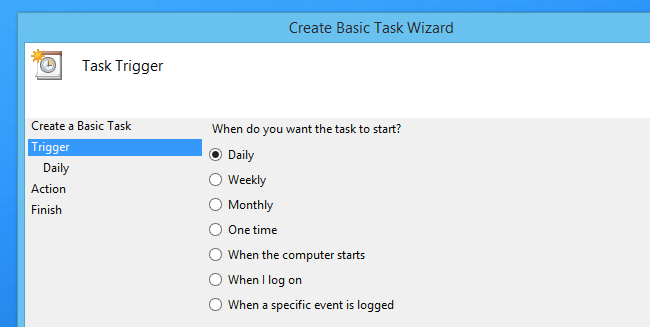 Create Basic Task Wizard
Task Trigger
Create a Basic Task
Trigger
Daily
Action
Finish
When do you want the task to start?
Daily
Weekly
Monthly
One time
When the computer starts
When I log on
When a specific event is logged